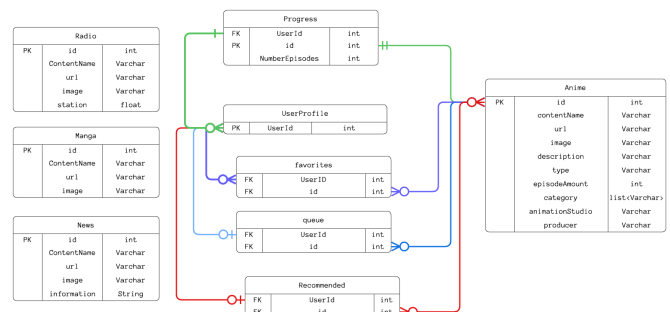 Progress
FK UserId int
PK id int
NumberEpisodes int
Radio
PK id int
ContentName Varchar
url Varchar
image Varchar
station float
UserProfile
PK UserId int
Anime
PK id int
contentName Varchar
url Varchar
image Varchar
description Varchar
type Varchar
episodeAmount int
category list<Varchar>
animationStudio Varchar
producer Varchar
Manga
PK id int
ContentName Varchar
url Varchar
image Varchar
favorites
FK UserID int
FK id int
queue
FK UserId int
FK id int
News
PK id int
ContentName Varchar
url Varchar
image Varchar
information String
Recommended
FK UserId int
FK id int